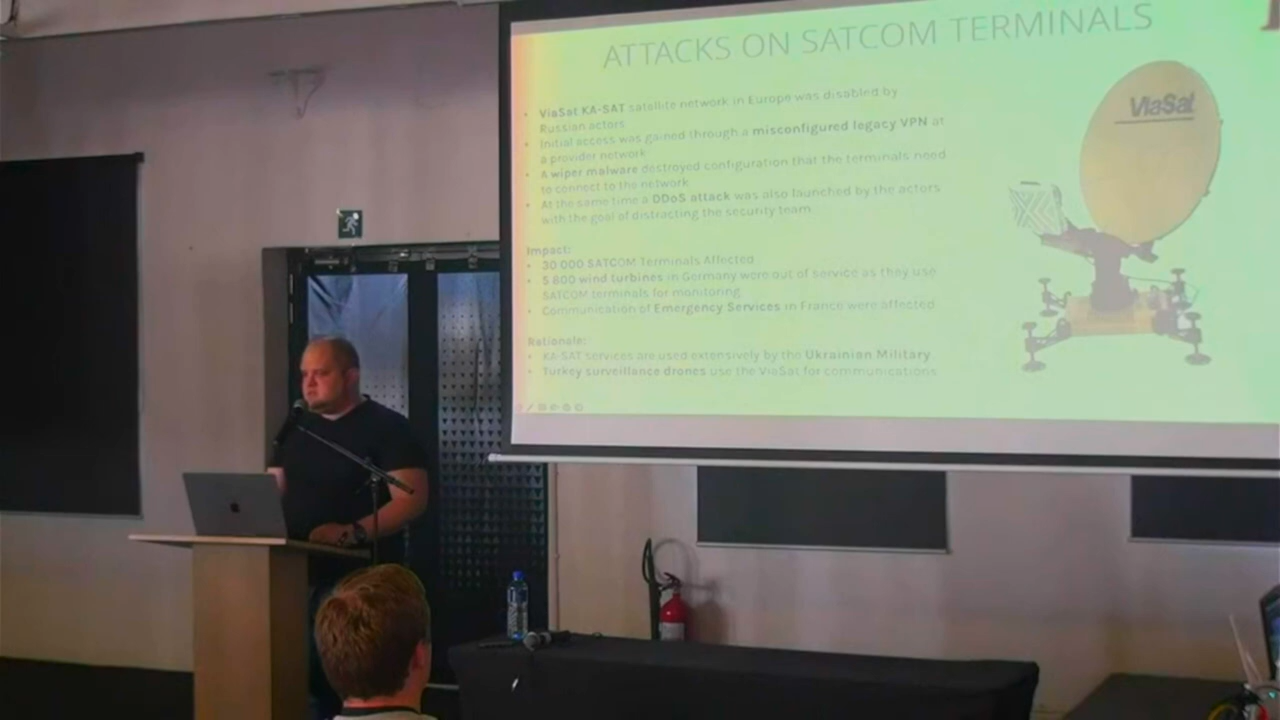 ATTACKS ON SATCOM TERMINALS
• ViaSat KA-SAT satellite network in Europe was disabled by
Russian actors
• Initial access was gained through a misconfigured legacy VPN at
a provider network
• A wiper malware destroyed configuration that the terminals need
to connect to the network
• At the same time a DDoS attack was also launched by the actors
with the goal of distracting the security team
Impact:
• 30 000 SATCOM Terminals Affected
• 5 800 wind turbines in Germany were out of service as they use
SATCOM terminals for monitoring
• Communication of Emergency Services in France were affected
Rationale:
• KA-SAT services are used extensively by the Ukrainian Military
• Turkey surveillance drones use the ViaSat for communications
ViaSat